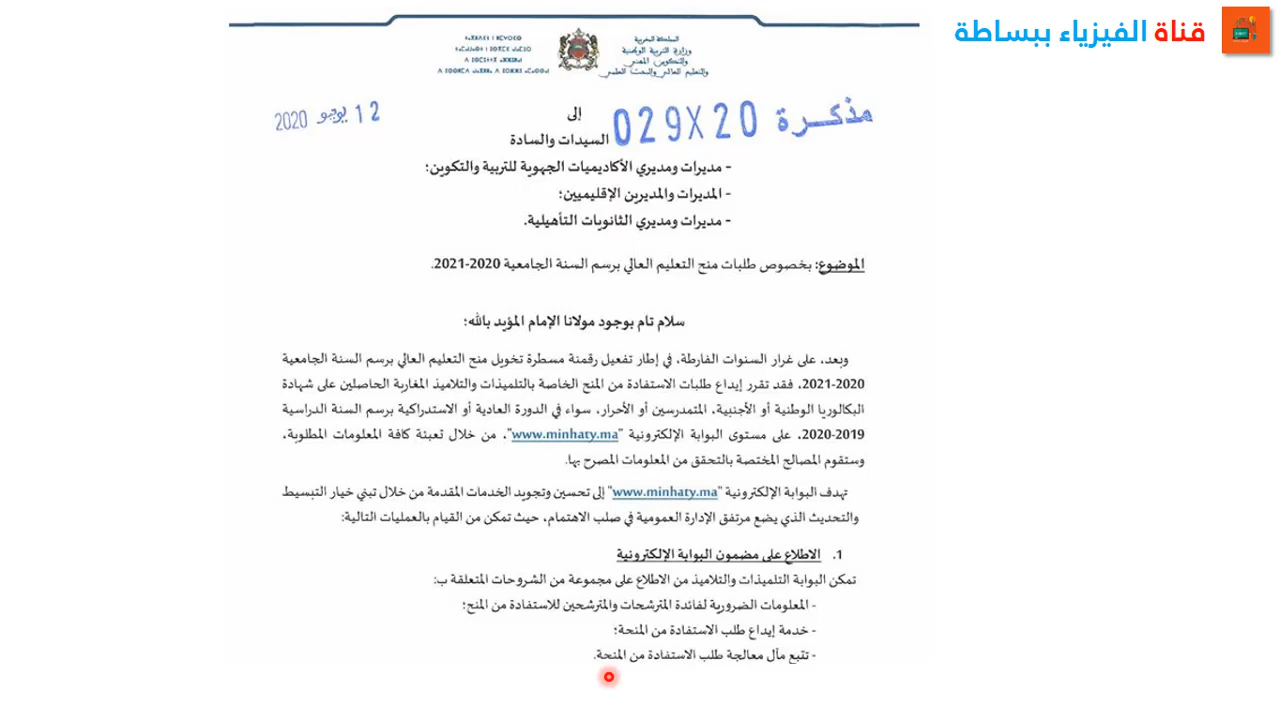 قناة الفيزياء ببساطة
المملكة المغربية
وزارة التربية الوطنية
والتكوين المهني
والتعليم العالي والبحث العلمي
مذكرة 029X20
12 يونيو 2020
إلى
السيدات والسادة
- مديرات ومديري الأكاديميات الجهوية للتربية والتكوين؛
- المديرات والمديرين الإقليميين؛
- مديرات ومديري الثانويات التأهيلية.
الموضوع: بخصوص طلبات منح التعليم العالي برسم السنة الجامعية 2020-2021.
سلام تام بوجود مولانا الإمام المؤيد بالله؛
وبعد، على غرار السنوات الفارطة، في إطار تفعيل رقمنة مسطرة تخويل منح التعليم العالي برسم السنة الجامعية
2020-2021، فقد تقرر إيداع طلبات الاستفادة من المنح الخاصة بالتلميذات والتلاميذ المغاربة الحاصلين على شهادة
البكالوريا الوطنية أو الأجنبية، المتمدرسين أو الأحرار، سواء في الدورة العادية أو الاستدراكية برسم السنة الدراسية
2019-2020، على مستوى البوابة الإلكترونية "www.minhaty.ma"، من خلال تعبئة كافة المعلومات المطلوبة،
وستقوم المصالح المختصة بالتحقق من المعلومات المصرح بها.
تهدف البوابة الإلكترونية "www.minhaty.ma" إلى تحسين وتجويد الخدمات المقدمة من خلال تبني خيار التبسيط
والتحديث الذي يضع مرتفق الإدارة العمومية في صلب الاهتمام، حيث تمكن من القيام بالعمليات التالية:
1. الاطلاع على مضمون البوابة الإلكترونية
تمكن البوابة التلميذات والتلاميذ من الاطلاع على مجموعة من الشروحات المتعلقة ب:
- المعلومات الضرورية لفائدة المترشحات والمترشحين للاستفادة من المنح؛
- خدمة إيداع طلب الاستفادة من المنحة؛
- تتبع مآل معالجة طلب الاستفادة من المنحة.